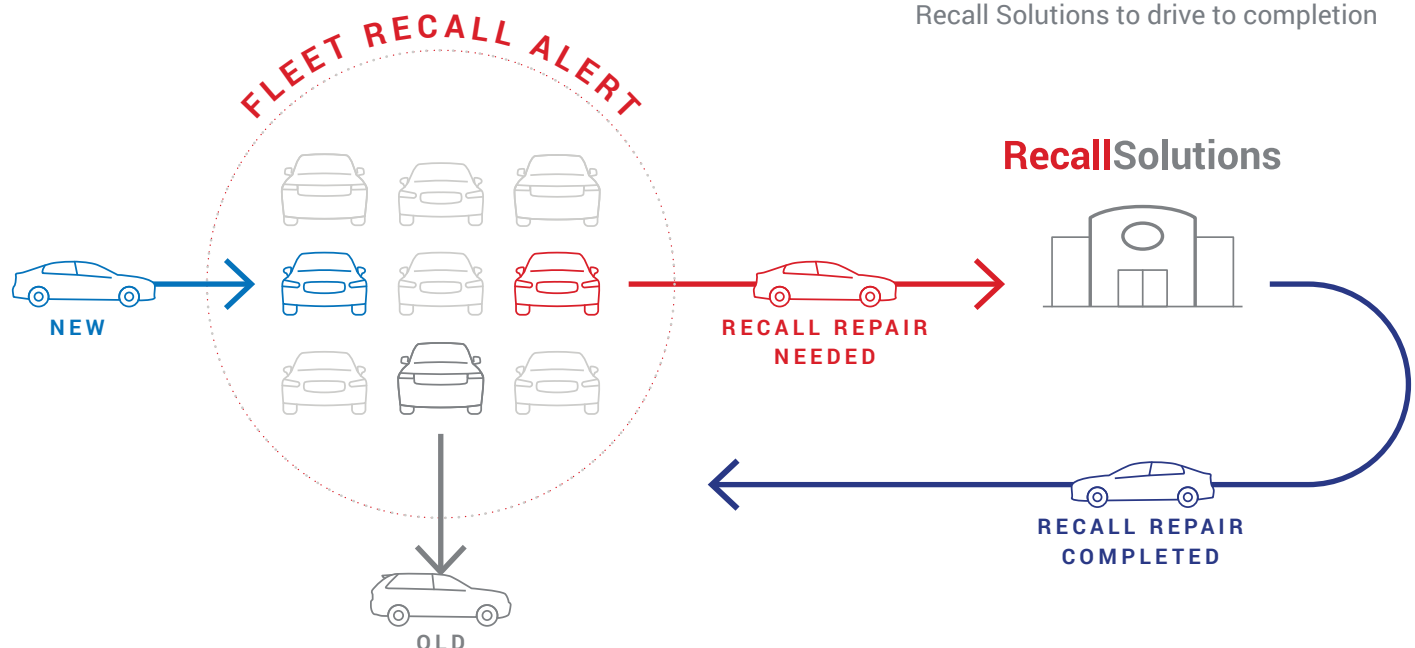 Recall Solutions to drive to completion
FLEET RECALL ALERT
RecallSolutions
NEW
RECALL REPAIR
NEEDED
RECALL REPAIR
COMPLETED
OLD